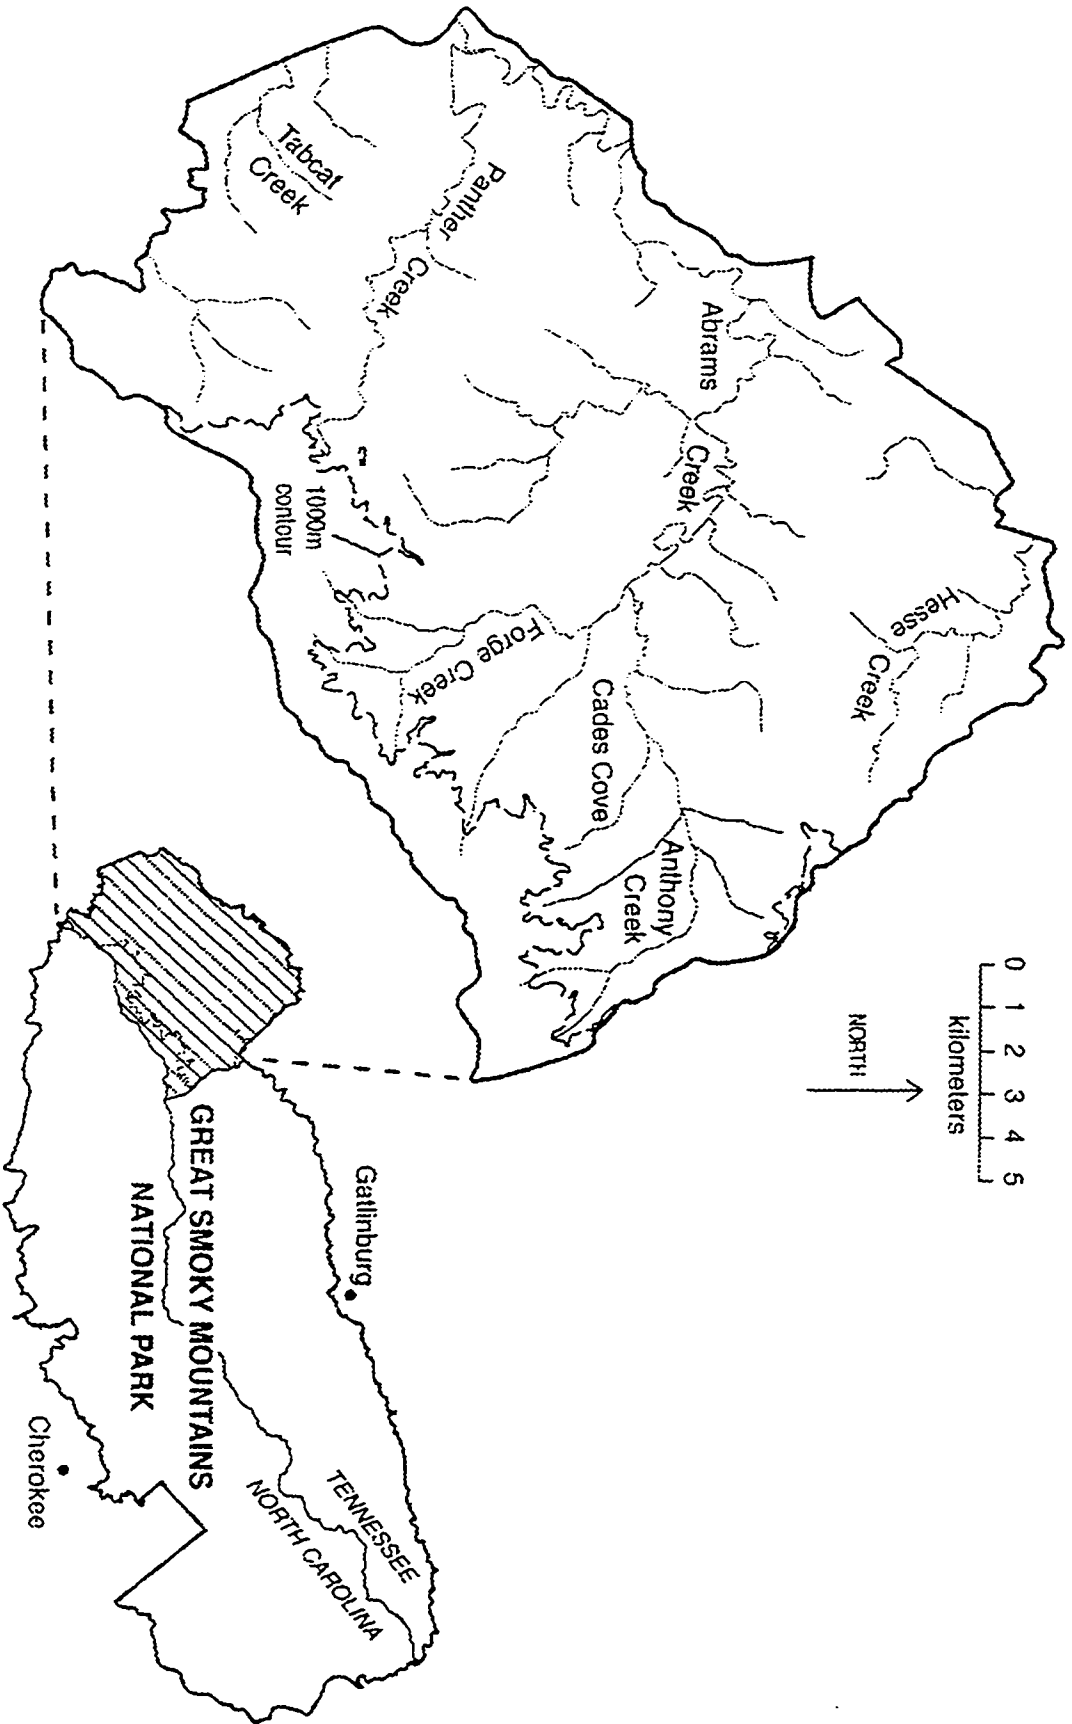 Tabcat
Creek
Panther
Creek
Abrams
Creek
Hesse
Creek
1000m
contour
Forge Creek
Cades Cove
Anthony
Creek
0 1 2 3 4 5
kilometers
NORTH
Gatlinburg
GREAT SMOKY MOUNTAINS
NATIONAL PARK
TENNESSEE
NORTH CAROLINA
Cherokee